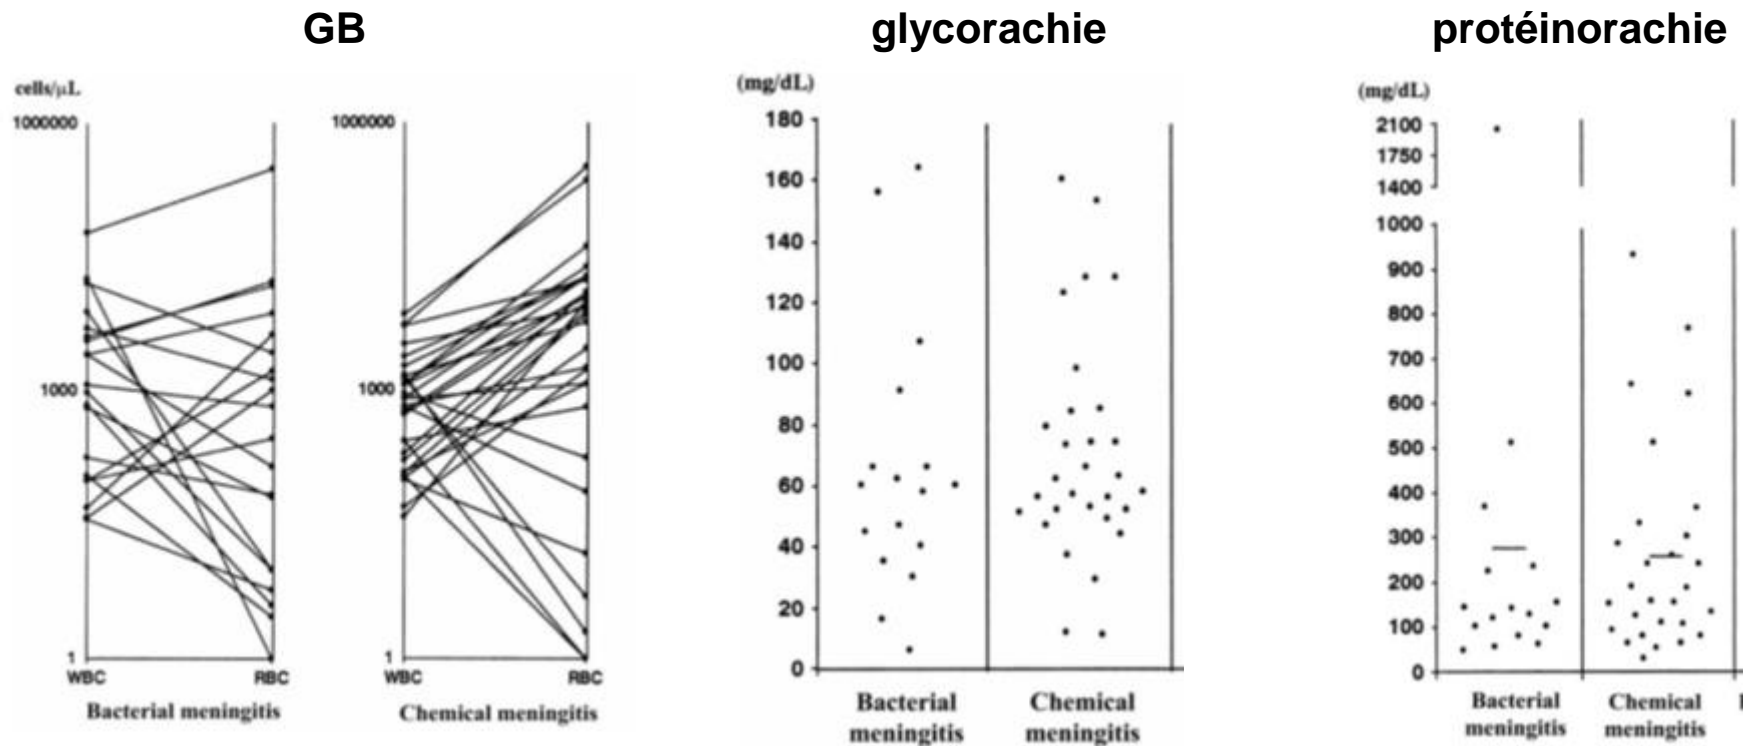 GB
glycorachie
protéinorachie
cells/μL
1000000
1000
1
WBC
RBC
Bacterial meningitis
1000000
1000
1
WBC
RBC
Chemical meningitis
(mg/dL)
180
160
140
120
100
80
60
40
20
0
Bacterial
meningitis
Chemical
meningitis
(mg/dL)
2100
1750
1400
1000
900
800
700
600
500
400
300
200
100
0
Bacterial
meningitis
Chemical
meningitis